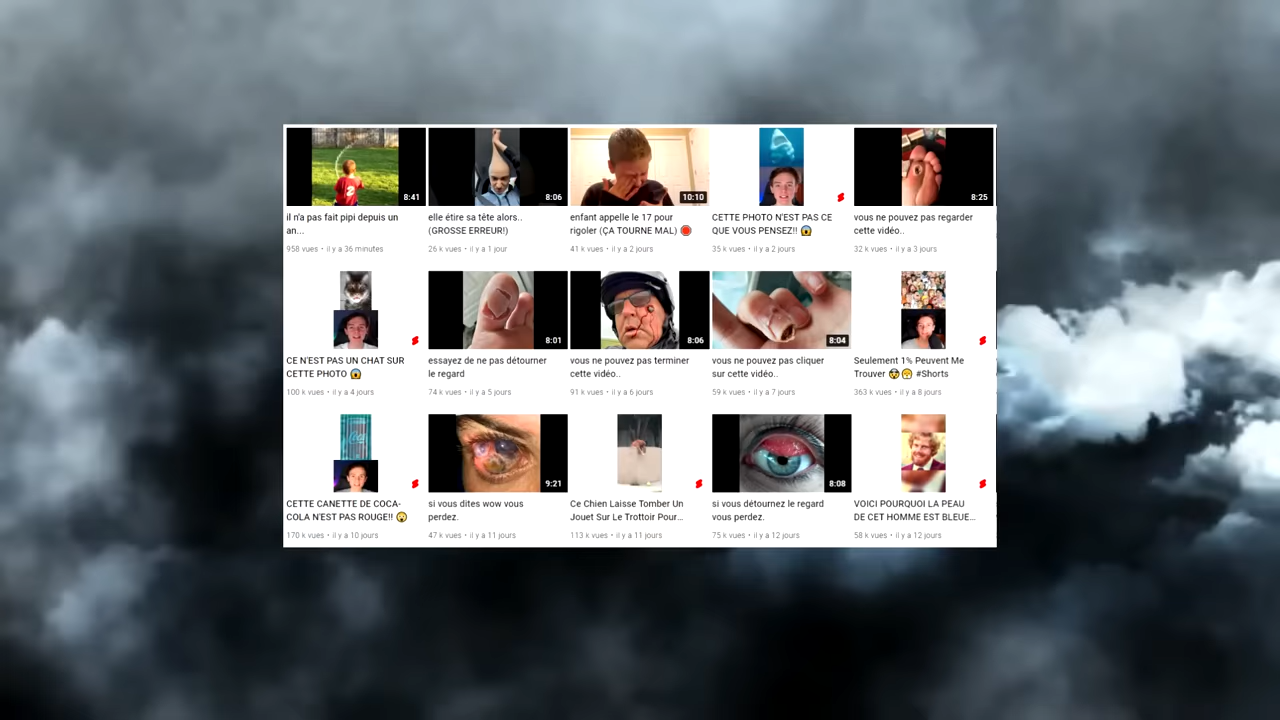 8:41
8:06
10:10
8:25
il n'a pas fait pipi depuis un
an...
elle étire sa tête alors..
(GROSSE ERREUR!)
enfant appelle le 17 pour
rigoler (ÇA TOURNE MAL) 🔴
CETTE PHOTO N'EST PAS CE
QUE VOUS PENSEZ!! 😱
vous ne pouvez pas regarder
cette vidéo..
958 vues • il y a 36 minutes
26 k vues • il y a 1 jour
41 k vues • il y a 2 jours
35 k vues • il y a 2 jours
32 k vues • il y a 3 jours
8:01
8:06
8:04
CE N'EST PAS UN CHAT SUR
CETTE PHOTO 😱
essayez de ne pas détourner
le regard
vous ne pouvez pas terminer
cette vidéo..
vous ne pouvez pas cliquer
sur cette vidéo..
Seulement 1% Peuvent Me
Trouver 😨😤 #Shorts
100 k vues • il y a 4 jours
74 k vues • il y a 5 jours
91 k vues • il y a 6 jours
59 k vues • il y a 7 jours
363 k vues • il y a 8 jours
9:21
8:08
CETTE CANETTE DE COCA-
COLA N'EST PAS ROUGE!! 😲
si vous dites wow vous
perdez.
Ce Chien Laisse Tomber Un
Jouet Sur Le Trottoir Pour...
si vous détournez le regard
vous perdez.
VOICI POURQUOI LA PEAU
DE CET HOMME EST BLEUE...
170 k vues • il y a 10 jours
47 k vues • il y a 11 jours
113 k vues • il y a 11 jours
75 k vues • il y a 12 jours
58 k vues • il y a 12 jours